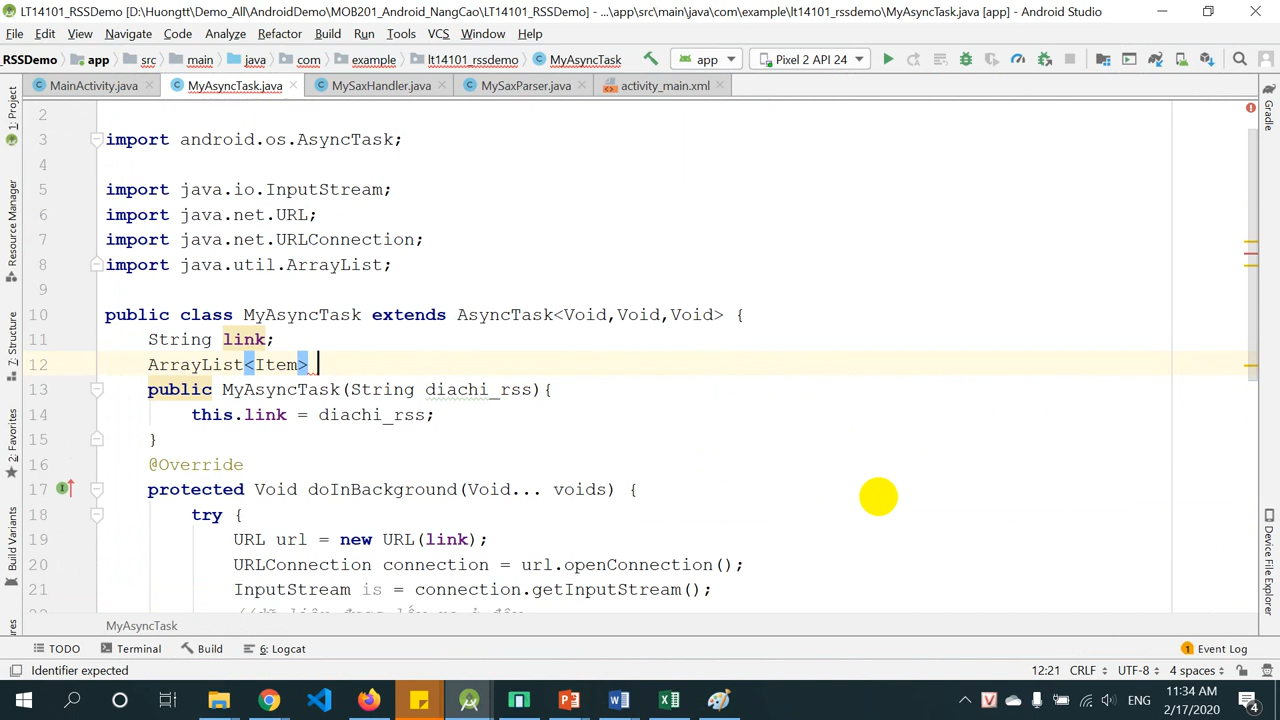 LT14101_RSSDemo [D:\Huongtt\Demo_All\AndroidDemo\MOB201_Android_NangCao\LT14101_RSSDemo] - ...\app\src\main\java\com\example\lt14101_rssdemo\MyAsyncTask.java [app] - Android Studio
File Edit View Navigate Code Analyze Refactor Build Run Tools VCS Window Help
_RSSDemo app src main java com example lt14101_rssdemo MyAsyncTask app Pixel 2 API 24
MainActivity.java MyAsyncTask.java MySaxHandler.java MySaxParser.java activity_main.xml
1: Project
Resource Manager
7: Structure
2: Favorites
Build Variants
Gradle
Device File Explorer
2
3 import android.os.AsyncTask;
4
5 import java.io.InputStream;
6 import java.net.URL;
7 import java.net.URLConnection;
8 import java.util.ArrayList;
9
10 public class MyAsyncTask extends AsyncTask<Void,Void,Void> {
11 String link;
12 ArrayList<Item>
13 public MyAsyncTask(String diachi_rss){
14 this.link = diachi_rss;
15 }
16 @Override
17 protected Void doInBackground(Void... voids) {
18 try {
19 URL url = new URL(link);
20 URLConnection connection = url.openConnection();
21 InputStream is = connection.getInputStream();
MyAsyncTask
TODO Terminal Build 6: Logcat 1 Event Log
Identifier expected 12:21 CRLF UTF-8 4 spaces
ENG 11:34 AM
2/17/2020 4